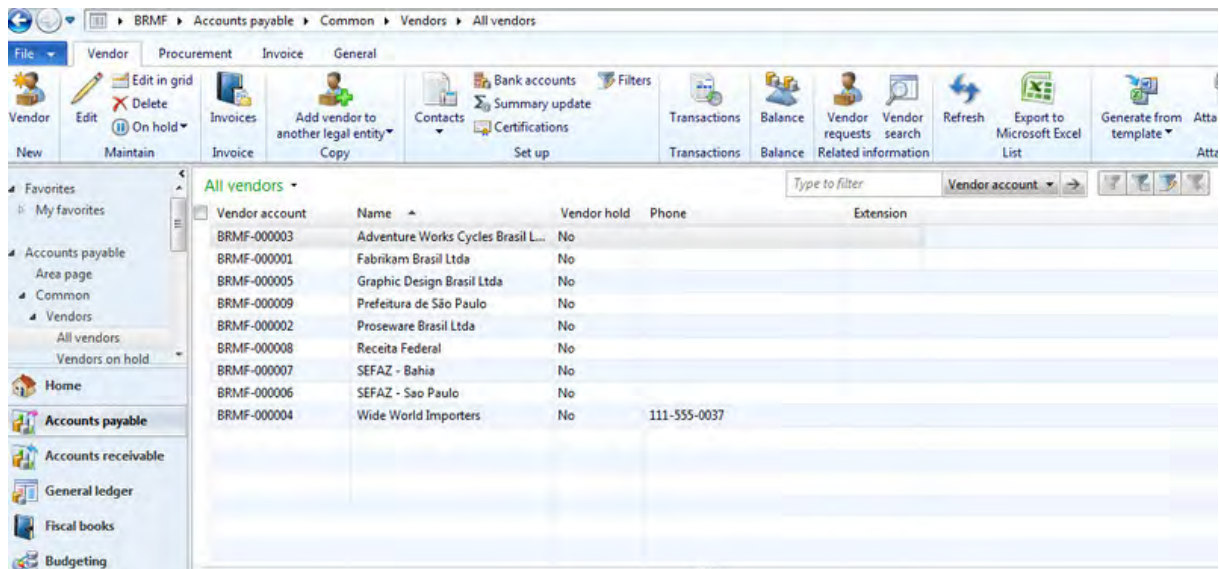 BRMF Accounts payable Common Vendors All vendors
File Vendor Procurement Invoice General
Vendor
New
Edit
Edit in grid
Delete
On hold
Maintain
Invoices
Invoice
Add vendor to
another legal entity
Copy
Contacts
Bank accounts
Summary update
Certifications
Filters
Set up
Transactions
Transactions
Balance
Balance
Vendor
requests
Vendor
search
Related information
Refresh
Export to
Microsoft Excel
List
Generate from
template
Atta
Atta
Favorites
My favorites
Accounts payable
Area page
Common
Vendors
All vendors
Vendors on hold
Home
Accounts payable
Accounts receivable
General ledger
Fiscal books
Budgeting
All vendors
Type to filter Vendor account
Vendor account Name Vendor hold Phone Extension
BRMF-000003 Adventure Works Cycles Brasil L... No
BRMF-000001 Fabrikam Brasil Ltda No
BRMF-000005 Graphic Design Brasil Ltda No
BRMF-000009 Prefeitura de São Paulo No
BRMF-000002 Proseware Brasil Ltda No
BRMF-000008 Receita Federal No
BRMF-000007 SEFAZ - Bahia No
BRMF-000006 SEFAZ - Sao Paulo No
BRMF-000004 Wide World Importers No 111-555-0037